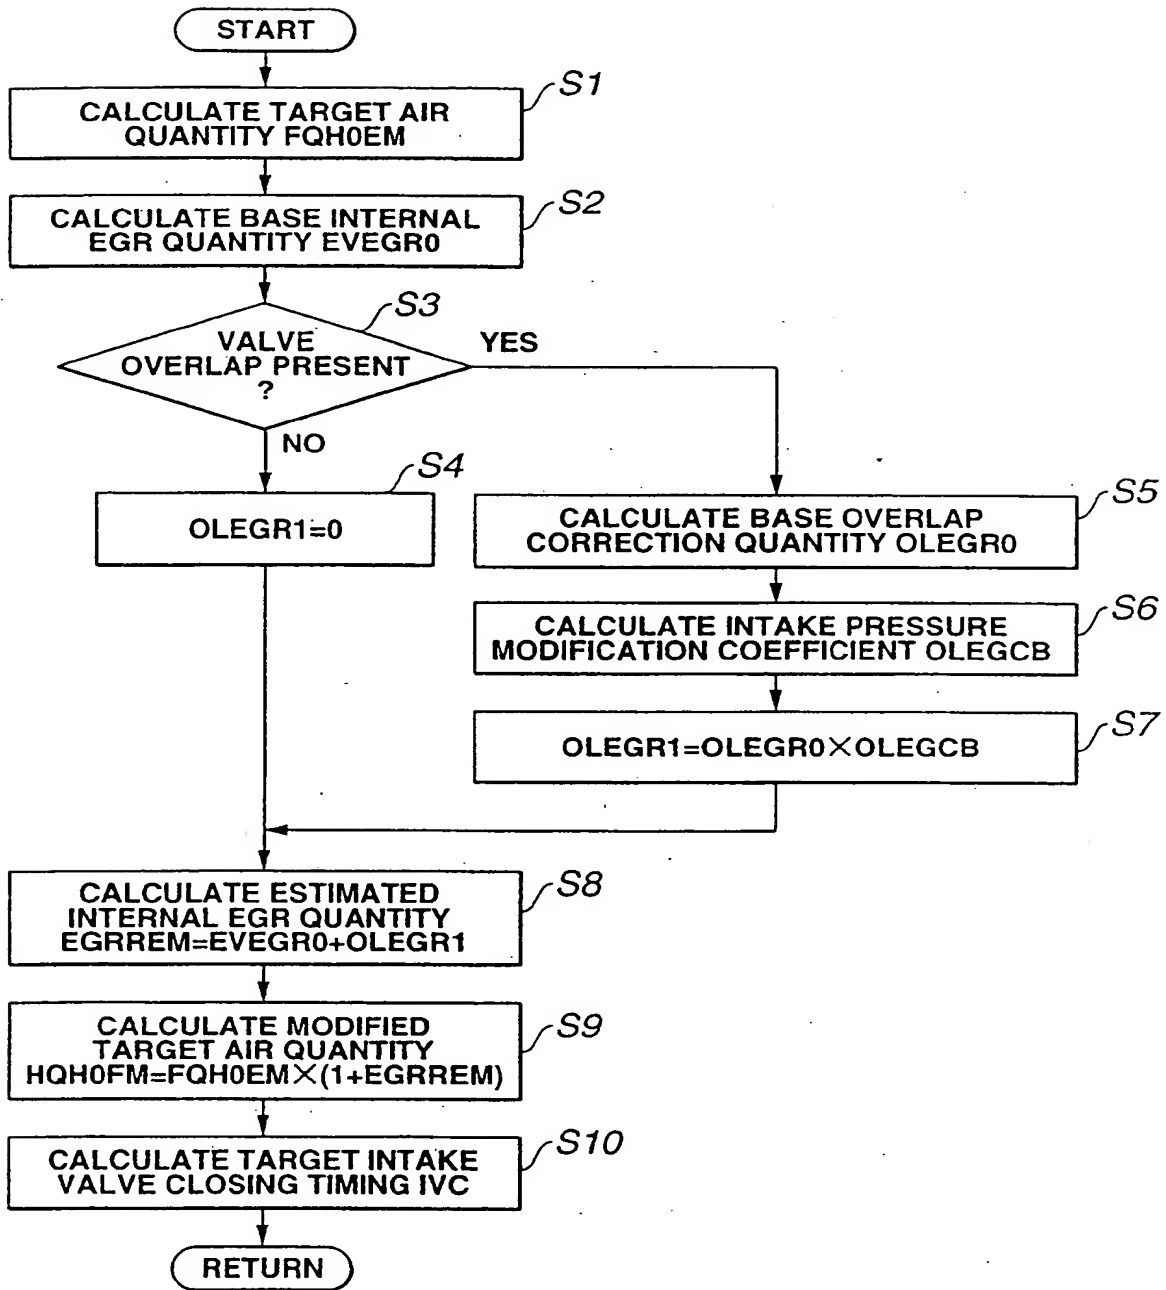 START
S1
CALCULATE TARGET AIR
QUANTITY FQH0EM
S2
CALCULATE BASE INTERNAL
EGR QUANTITY EVEGR0
S3
VALVE
OVERLAP PRESENT
?
YES
NO
S4
OLEGR1=0
S5
CALCULATE BASE OVERLAP
CORRECTION QUANTITY OLEGR0
S6
CALCULATE INTAKE PRESSURE
MODIFICATION COEFFICIENT OLEGCB
S7
OLEGR1=OLEGR0×OLEGCB
S8
CALCULATE ESTIMATED
INTERNAL EGR QUANTITY
EGRREM=EVEGR0+OLEGR1
S9
CALCULATE MODIFIED
TARGET AIR QUANTITY
HQH0FM=FQH0EM×(1+EGRREM)
S10
CALCULATE TARGET INTAKE
VALVE CLOSING TIMING IVC
RETURN